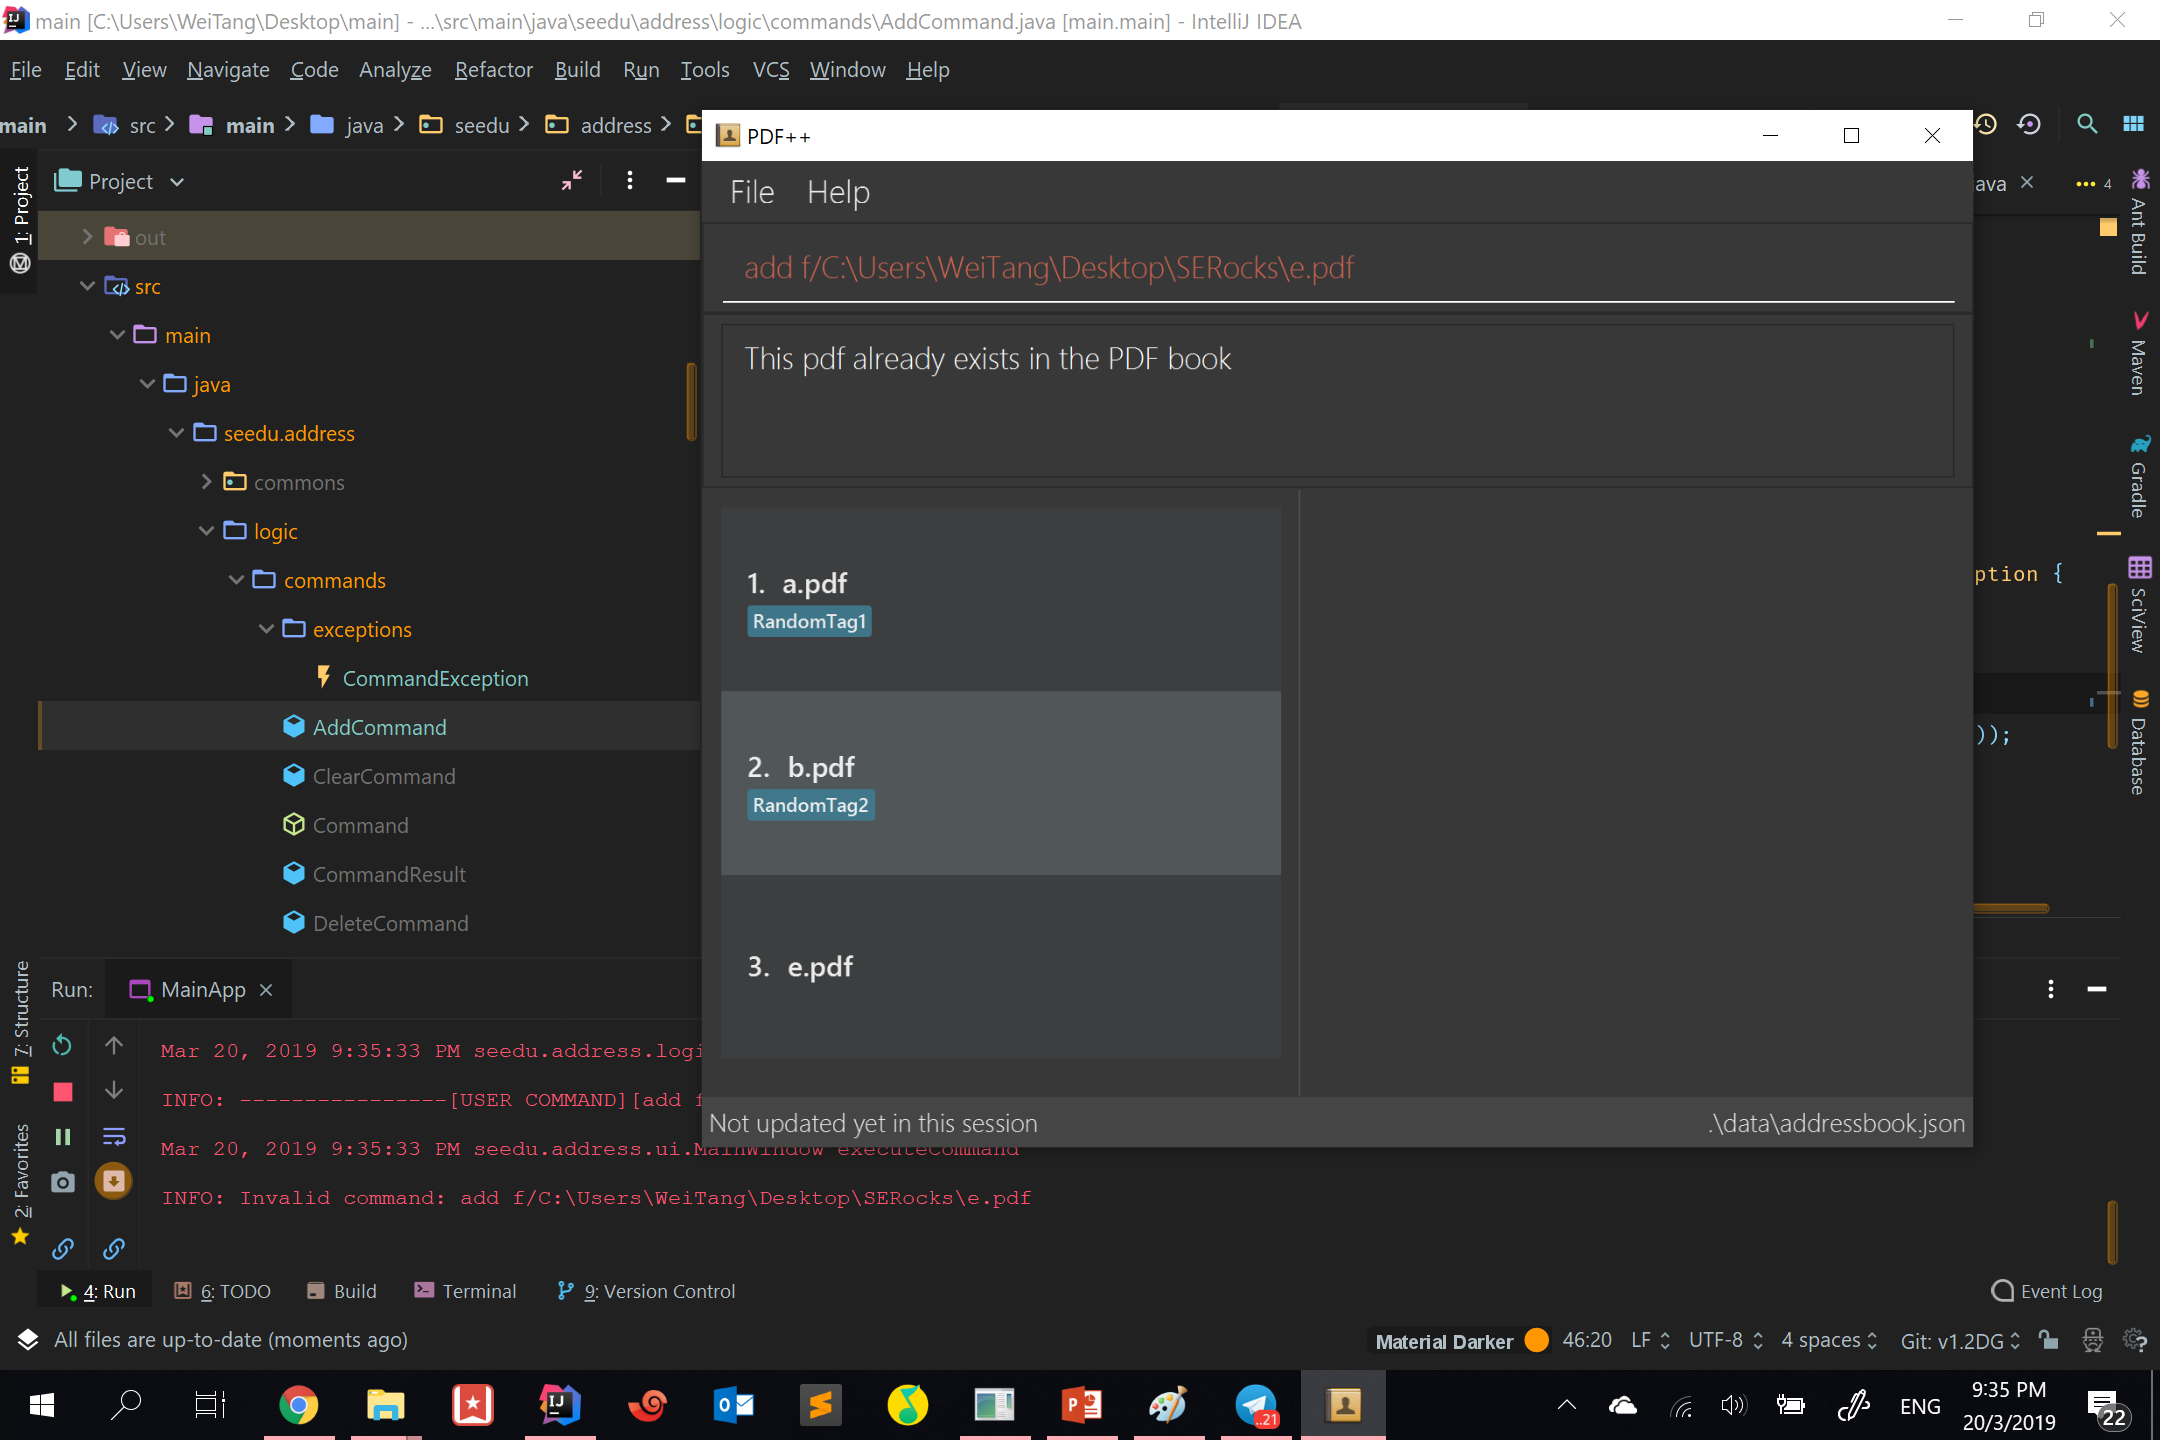 main [C:\Users\WeiTang\Desktop\main] - ...\src\main\java\seedu\address\logic\commands\AddCommand.java [main.main] - IntelliJ IDEA
File Edit View Navigate Code Analyze Refactor Build Run Tools VCS Window Help
main src main java seedu address
PDF++
File Help
add f/C:\Users\WeiTang\Desktop\SERocks\e.pdf
This pdf already exists in the PDF book
1. a.pdf
RandomTag1
2. b.pdf
RandomTag2
3. e.pdf
Not updated yet in this session
.\data\addressbook.json
1: Project
Project
out
src
main
java
seedu.address
commons
logic
commands
exceptions
CommandException
AddCommand
ClearCommand
Command
CommandResult
DeleteCommand
ava
4
ption {
));
Ant Build
Maven
Gradle
SciView
Database
7: Structure
2: Favorites
Run: MainApp
Mar 20, 2019 9:35:33 PM seedu.address.logi
INFO: ----------------[USER COMMAND][add f
Mar 20, 2019 9:35:33 PM seedu.address.ui.MainWindow executeCommand
INFO: Invalid command: add f/C:\Users\WeiTang\Desktop\SERocks\e.pdf
4: Run 6: TODO Build Terminal 9: Version Control Event Log
All files are up-to-date (moments ago) Material Darker 46:20 LF UTF-8 4 spaces Git: v1.2DG
..21
ENG
9:35 PM
20/3/2019
22